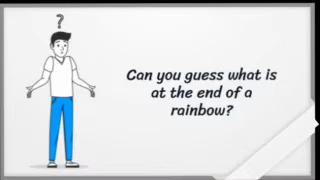 ?
Can you guess what is
at the end of a
rainbow?